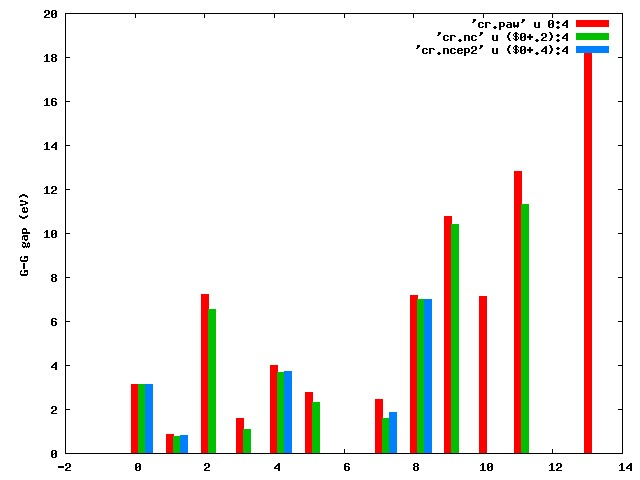 20
18
16
14
12
10
8
6
4
2
0
G-G gap (eV)
'cr.paw' u 0:4
'cr.nc' u ($0+.2):4
'cr.ncep2' u ($0+.4):4
-2 0 2 4 6 8 10 12 14